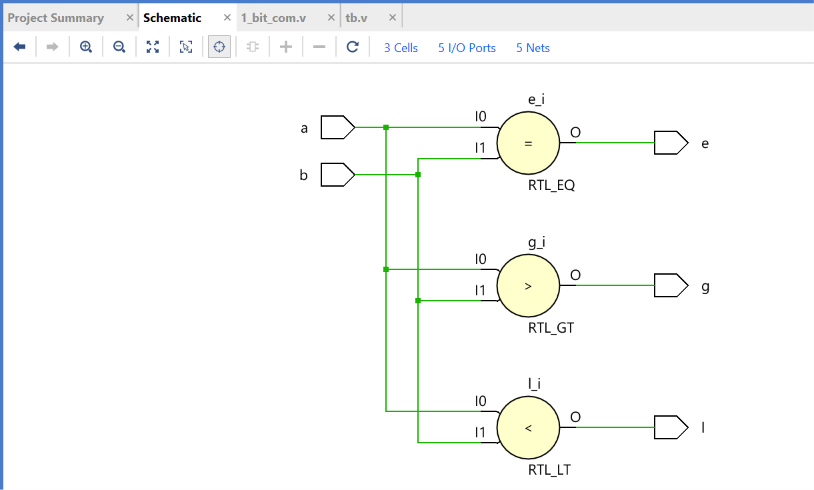 Project Summary × Schematic × 1_bit_com.v × tb.v ×
3 Cells 5 I/O Ports 5 Nets
e_i
a I0 O e
=
b I1
RTL_EQ
g_i
I0 O g
>
I1
RTL_GT
l_i
I0 O l
<
I1
RTL_LT